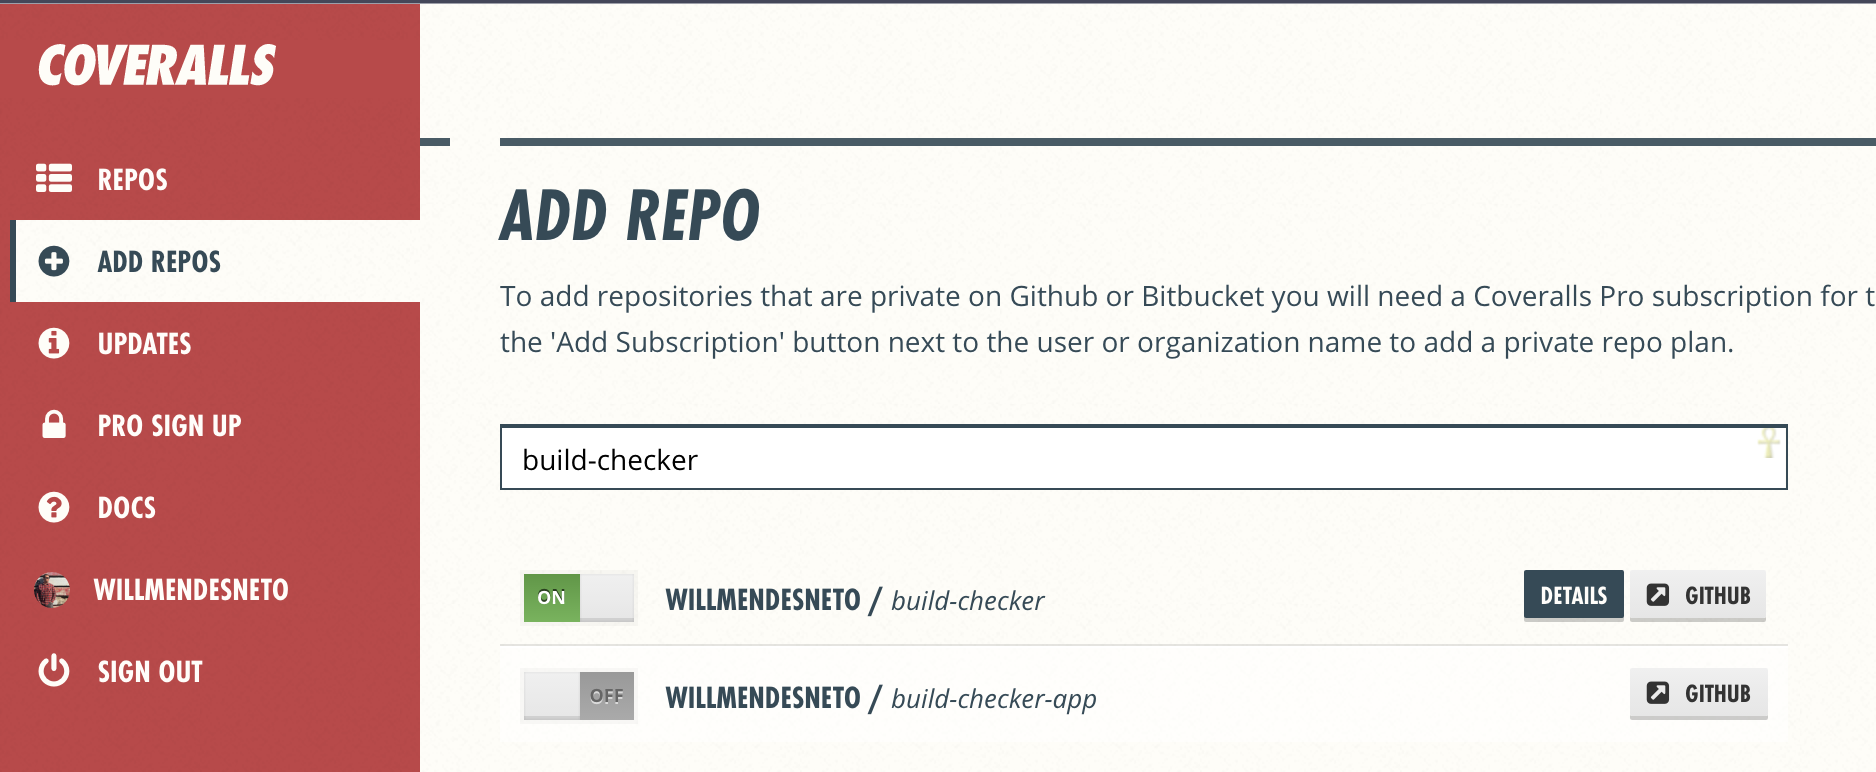 COVERALLS
REPOS
ADD REPOS
UPDATES
PRO SIGN UP
DOCS
WILLMENDESNETO
SIGN OUT
ADD REPO
To add repositories that are private on Github or Bitbucket you will need a Coveralls Pro subscription for t
the 'Add Subscription' button next to the user or organization name to add a private repo plan.
build-checker
ON WILLMENDESNETO / build-checker DETAILS GITHUB
OFF WILLMENDESNETO / build-checker-app GITHUB